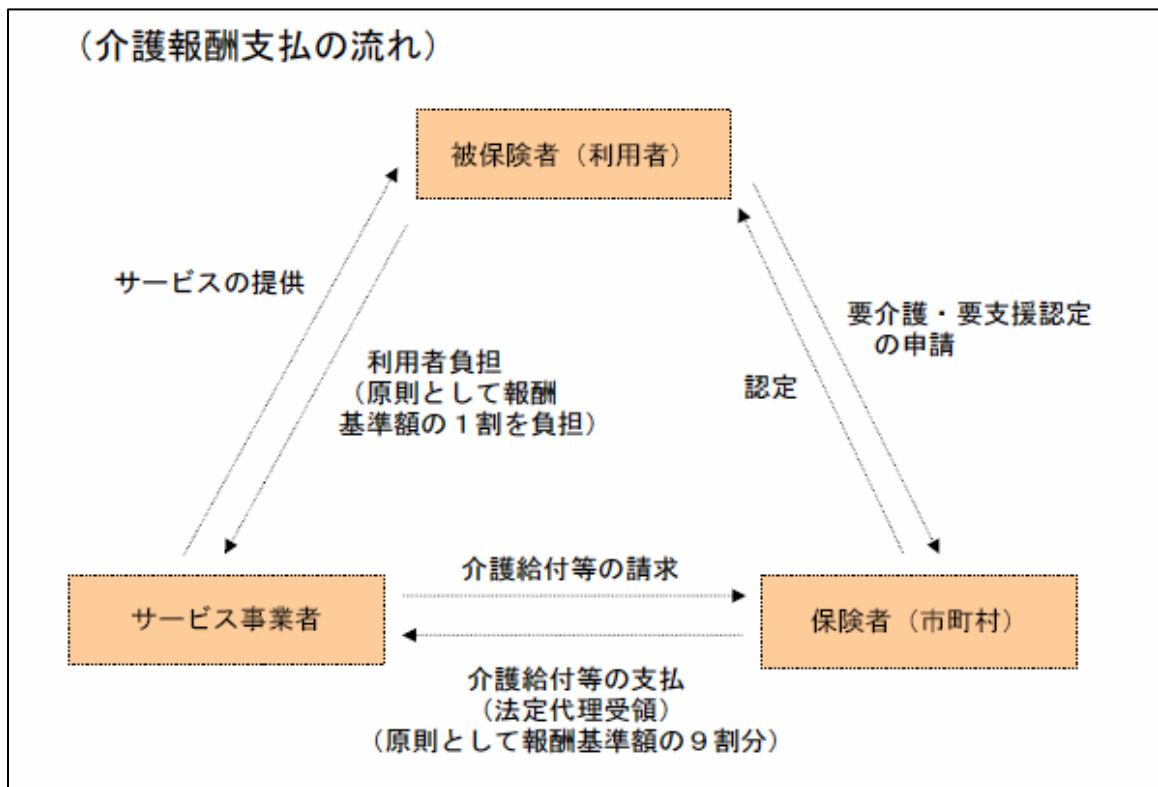 （介護報酬支払の流れ）
被保険者（利用者）
サービスの提供
利用者負担
（原則として報酬
基準額の１割を負担）
要介護・要支援認定
の申請
認定
サービス事業者
介護給付等の請求
保険者（市町村）
介護給付等の支払
（法定代理受領）
（原則として報酬基準額の９割分）